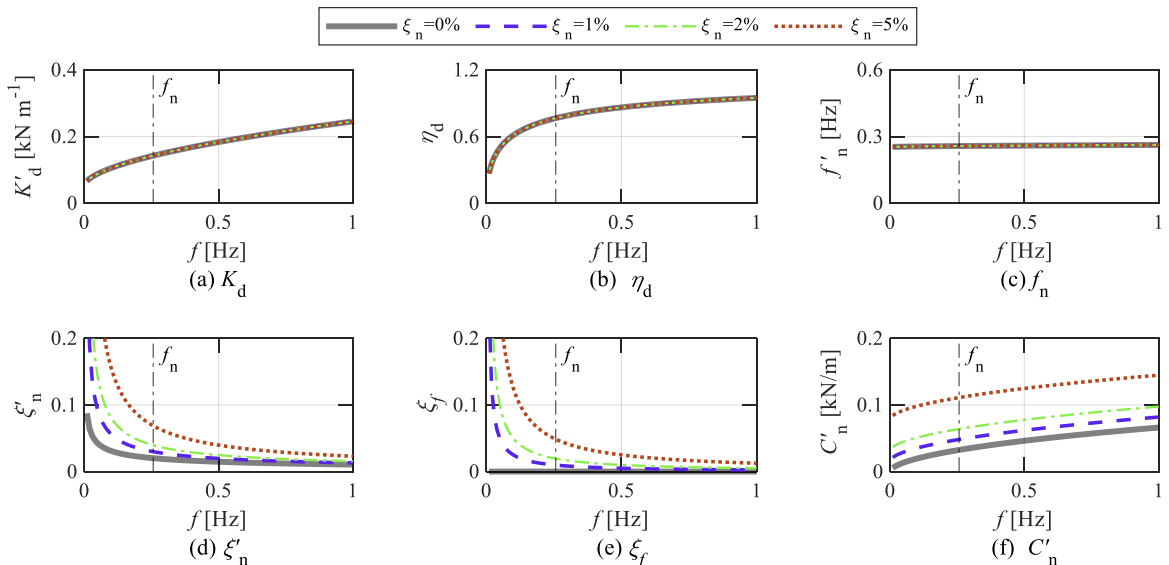 ξn=0% ξn=1% ξn=2% ξn=5%
0.4
0.2
0
K′d [kN m-1]
fn
0 0.5 1
f [Hz]
(a) Kd
1.2
0.6
0
ηd
fn
0 0.5 1
f [Hz]
(b) ηd
0.6
0.3
0
f′n [Hz]
fn
0 0.5 1
f [Hz]
(c) fn
0.2
0.1
0
ξ′n
fn
0 0.5 1
f [Hz]
(d) ξ′n
0.2
0.1
0
ξf
fn
0 0.5 1
f [Hz]
(e) ξf
0.2
0.1
0
C′n [kN/m]
fn
0 0.5 1
f [Hz]
(f) C′n